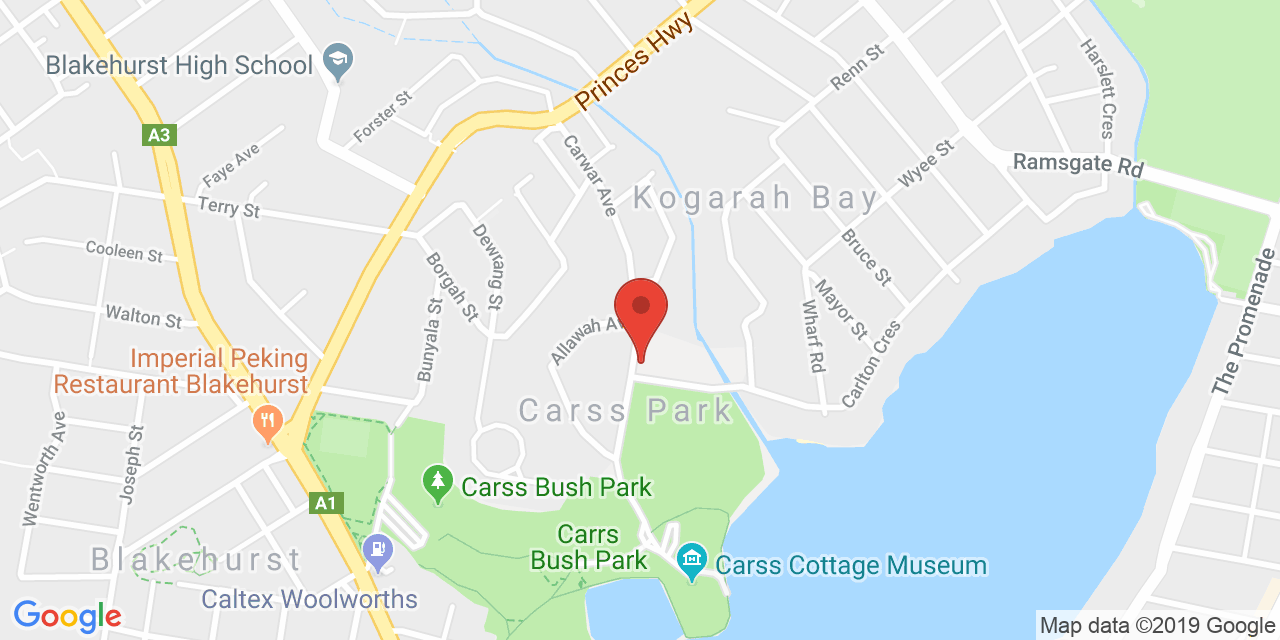 Princes Hwy
Blakehurst High School
Renn St
Harslett Cres
Forster St
A3
Carwar Ave
Faye Ave
Wyee St
Ramsgate Rd
Terry St
Kogarah Bay
Cooleen St
Dewrang St
Bruce St
Borgah St
Walton St
Mayor St
Wharf Rd
The Promenade
Bunyala St
Allawah Av
Imperial Peking
Restaurant Blakehurst
Carlton Cres
Carss Park
Wentworth Ave
Joseph St
Carss Bush Park
A1
Carrs
Bush Park
Blakehurst
Carss Cottage Museum
Caltex Woolworths
Google
Map data ©2019 Google